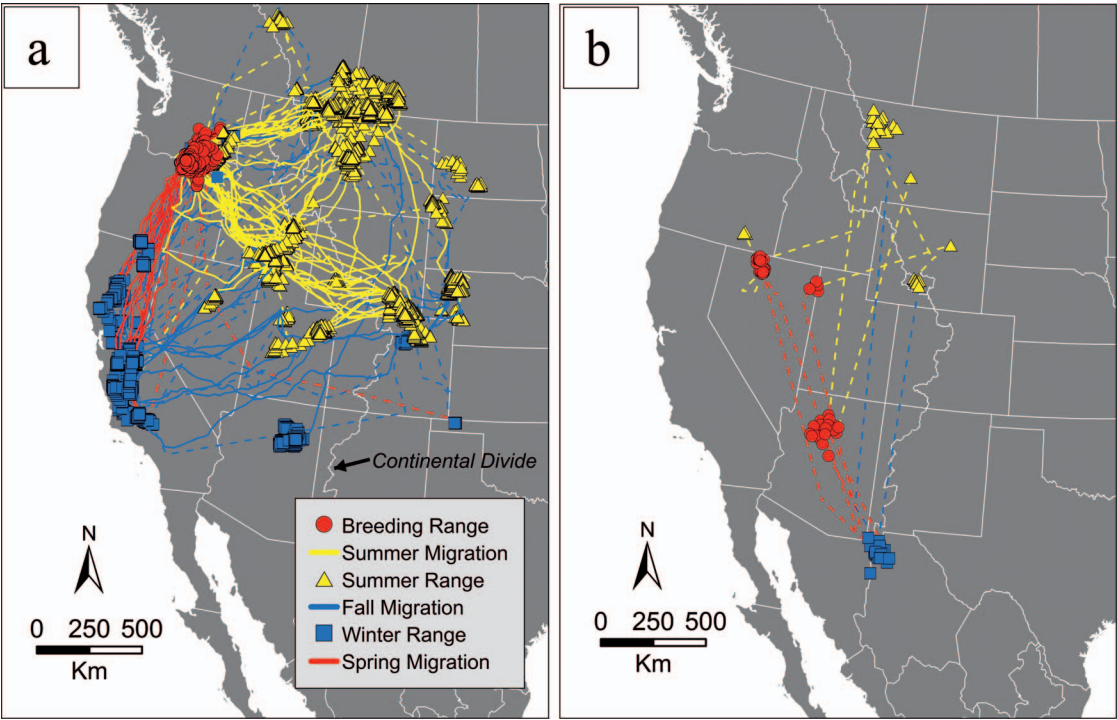 a
b
Continental Divide
N
0 250 500
Km
Breeding Range
Summer Migration
Summer Range
Fall Migration
Winter Range
Spring Migration
N
0 250 500
Km